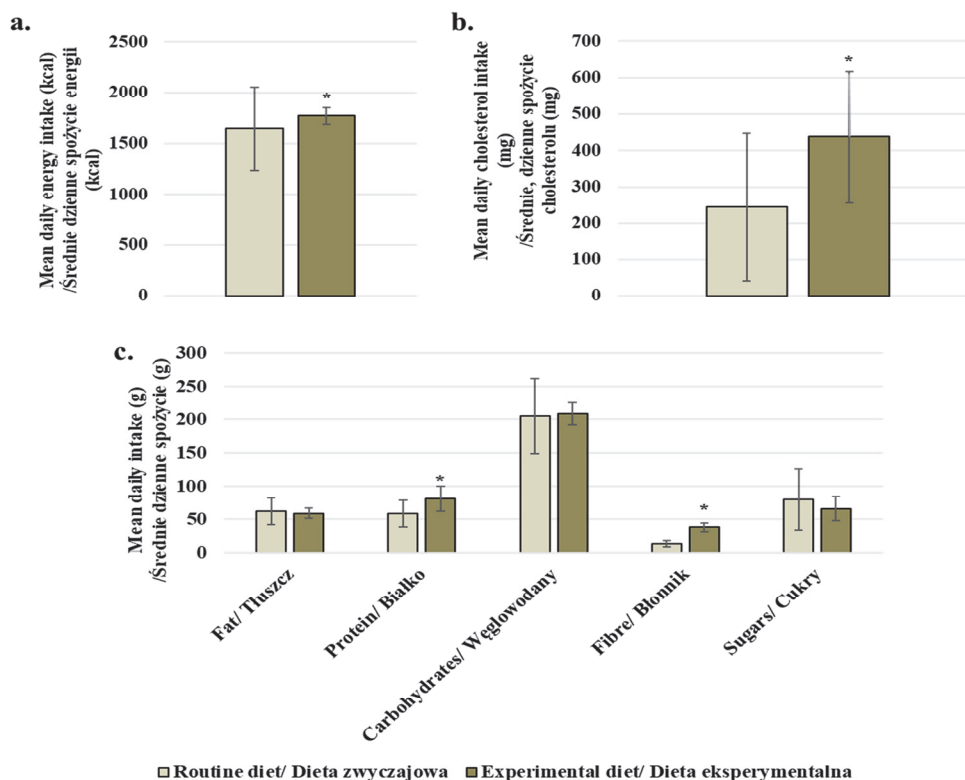 a.
Mean daily energy intake (kcal)
/Średnie dzienne spożycie energii
(kcal)
2500
2000
1500
1000
500
0
*
b.
Mean daily cholesterol intake
(mg)
/Średnie, dzienne spożycie
cholesterolu (mg)
700
600
500
400
300
200
100
0
*
c.
Mean daily intake (g)
/Średnie dzienne spożycie (g)
300
250
200
150
100
50
0
*
*
Fat/ Tłuszcz
Protein/ Białko
Carbohydrates/ Węglowodany
Fibre/ Błonnik
Sugars/ Cukry
Routine diet/ Dieta zwyczajowa
Experimental diet/ Dieta eksperymentalna